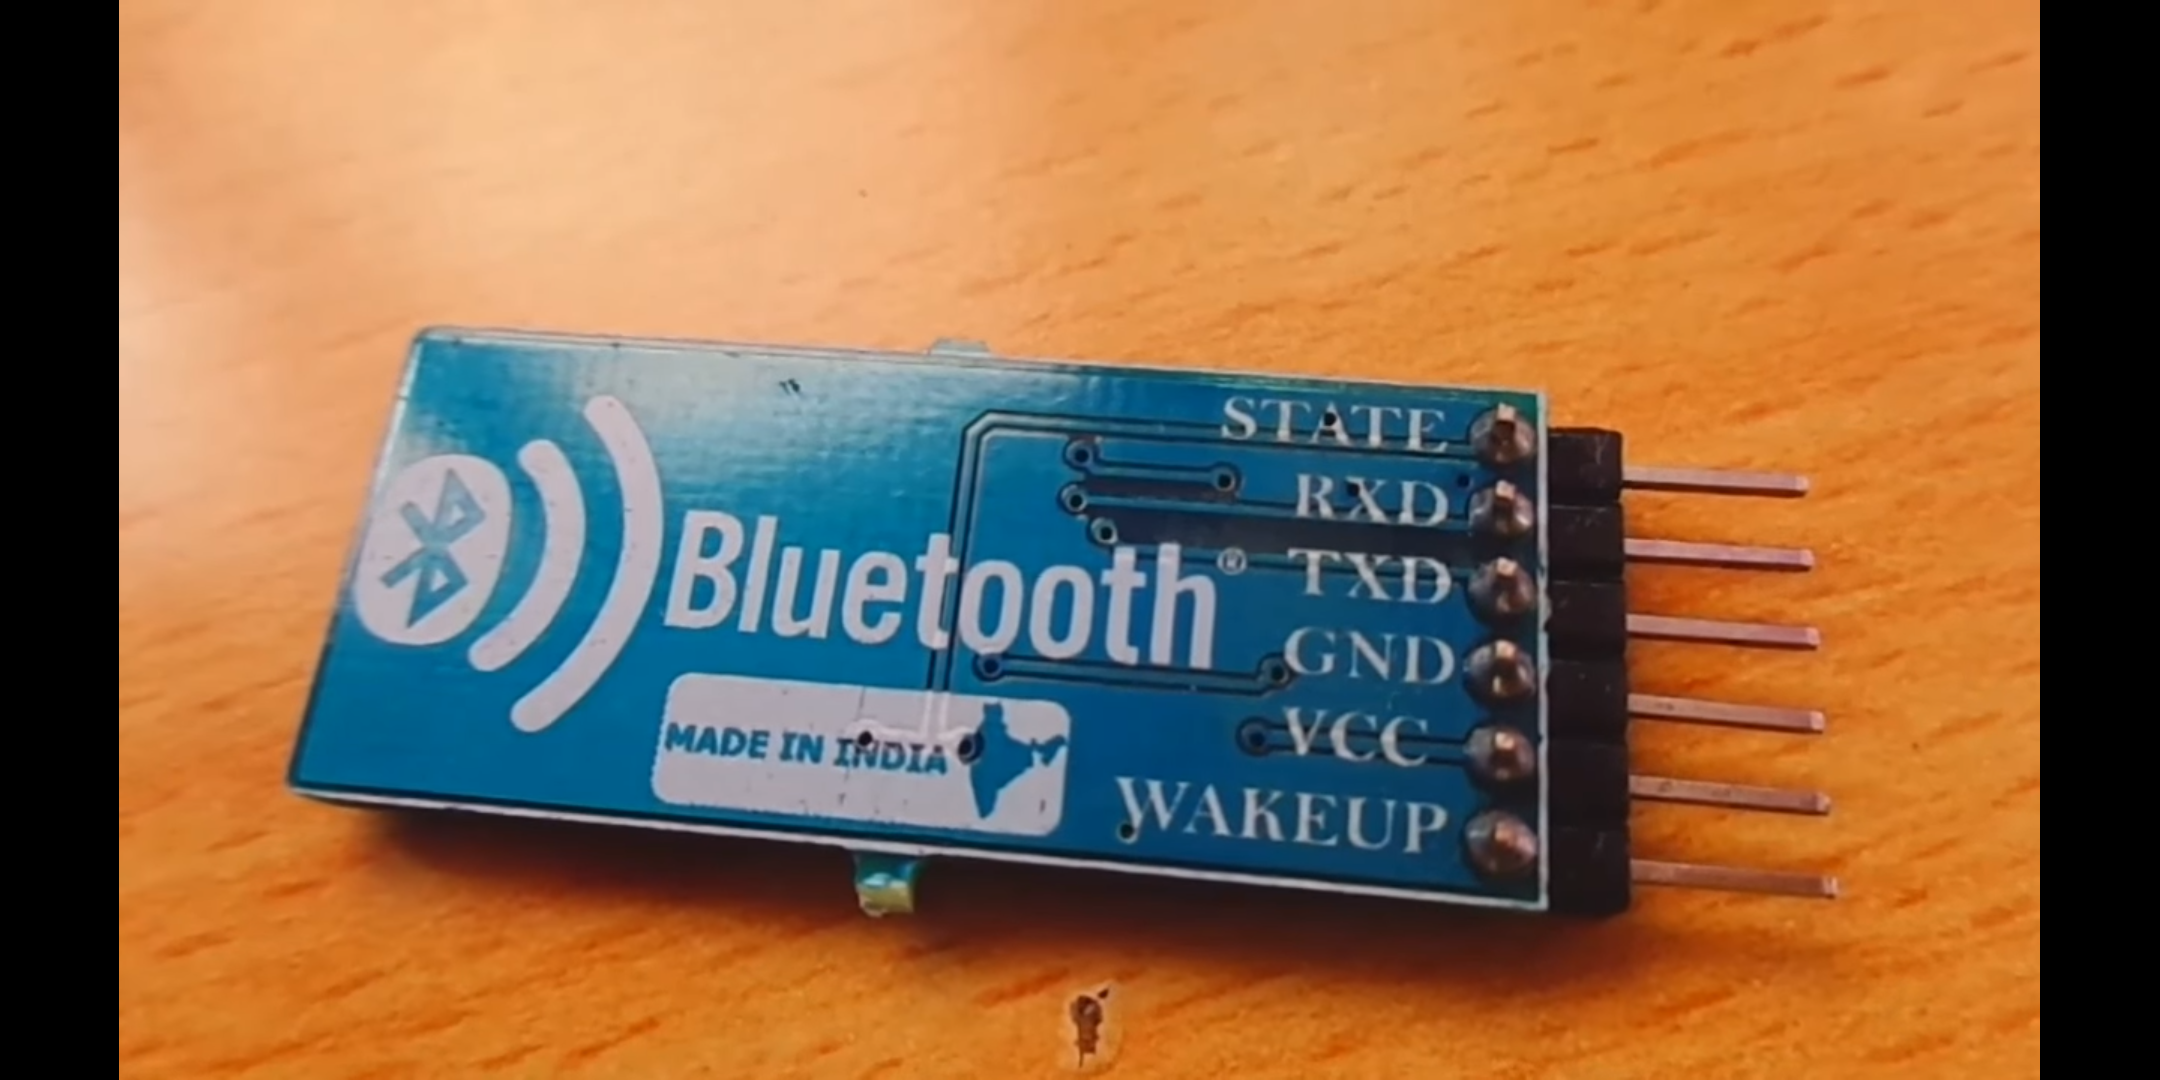 STATE
RXD
Bluetooth® TXD
GND
VCC
MADE IN INDIA
WAKEUP